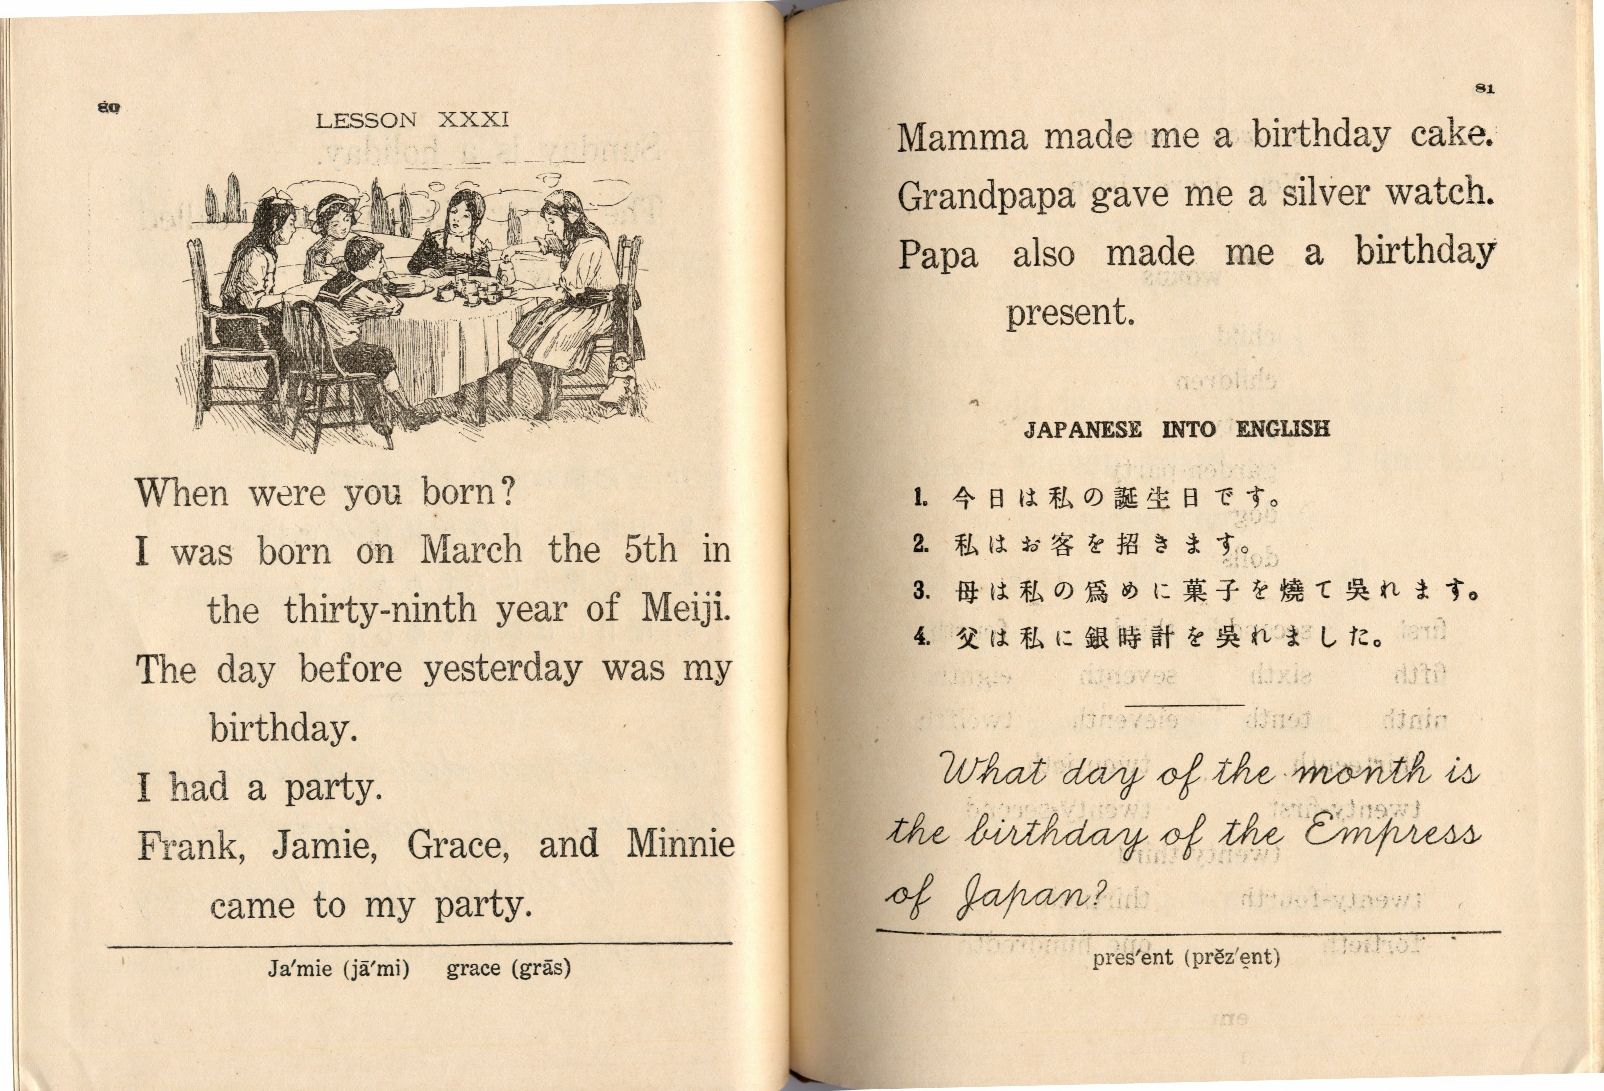 80
LESSON XXXI
When were you born?
I was born on March the 5th in
the thirty-ninth year of Meiji.
The day before yesterday was my
birthday.
I had a party.
Frank, Jamie, Grace, and Minnie
came to my party.
Ja′mie (jā′mi) grace (grās)
81
Mamma made me a birthday cake.
Grandpapa gave me a silver watch.
Papa also made me a birthday
present.
JAPANESE INTO ENGLISH
1. 今日は私の誕生日です。
2. 私はお客を招きます。
3. 母は私の爲めに菓子を燒て吳れます。
4. 父は私に銀時計を吳れました。
What day of the month is
the birthday of the Empress
of Japan?
pres′ent (prĕz′ent)